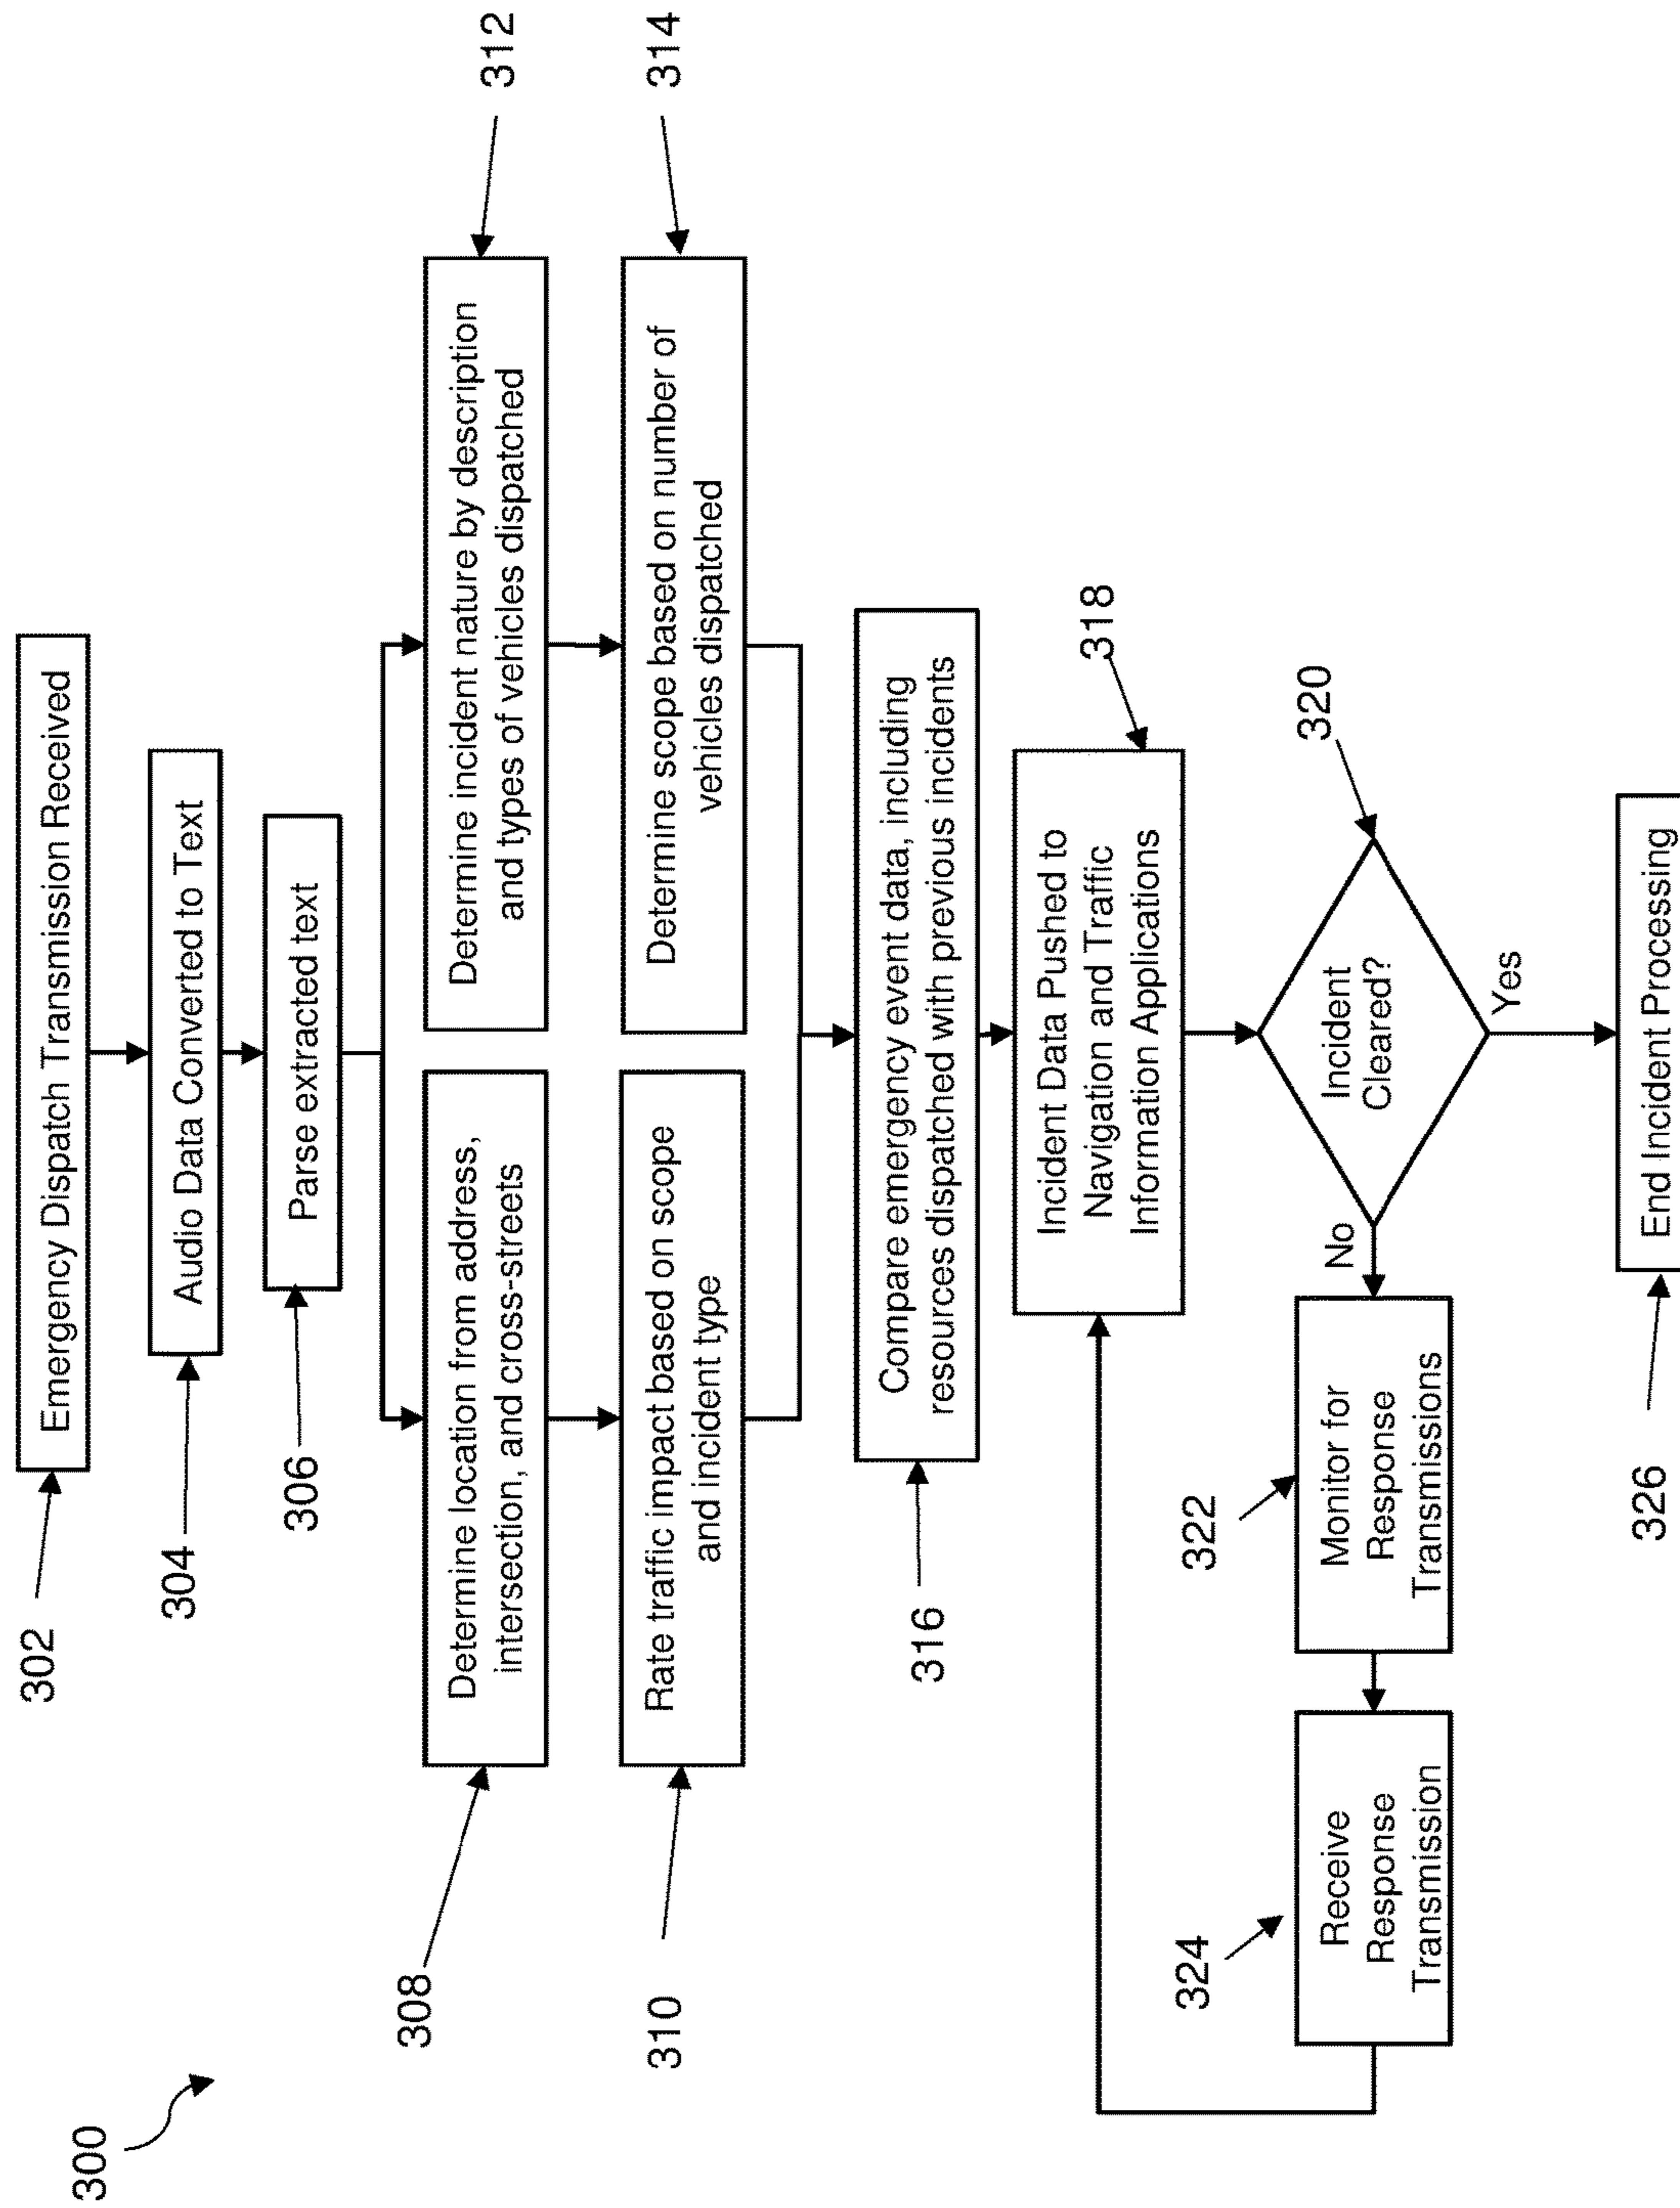 300
302
Emergency Dispatch Transmission Received
304
Audio Data Converted to Text
306
Parse extracted text
308
Determine location from address,
intersection, and cross-streets
312
Determine incident nature by description
and types of vehicles dispatched
310
Rate traffic impact based on scope
and incident type
314
Determine scope based on number of
vehicles dispatched
316
Compare emergency event data, including
resources dispatched with previous incidents
318
Incident Data Pushed to
Navigation and Traffic
Information Applications
320
Incident
Cleared?
No
Yes
322
Monitor for
Response
Transmissions
324
Receive
Response
Transmission
326
End Incident Processing